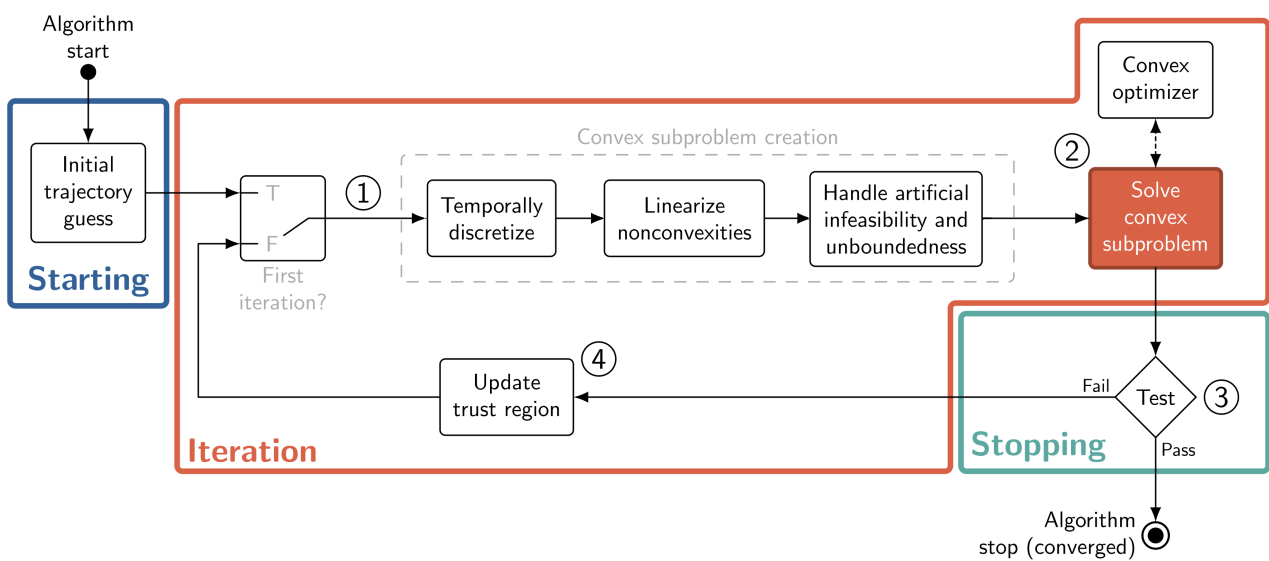 Algorithm
start
Initial
trajectory
guess
Starting
T
F
First
iteration?
1
Convex subproblem creation
Temporally
discretize
Linearize
nonconvexities
Handle artificial
infeasibility and
unboundedness
2
Convex
optimizer
Solve
convex
subproblem
Update
trust region
4
Iteration
Fail
Test
3
Pass
Stopping
Algorithm
stop (converged)